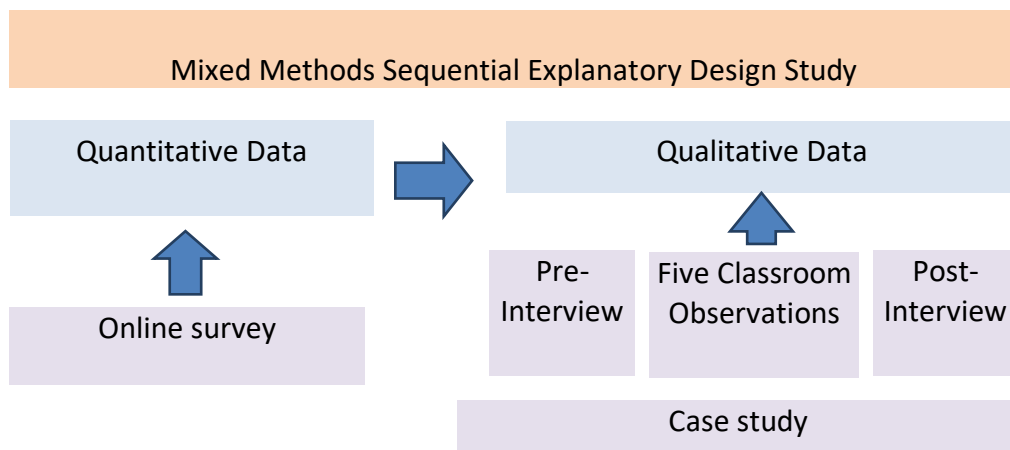 Mixed Methods Sequential Explanatory Design Study
Quantitative Data
Qualitative Data
Online survey
Pre-
Interview
Five Classroom
Observations
Post-
Interview
Case study